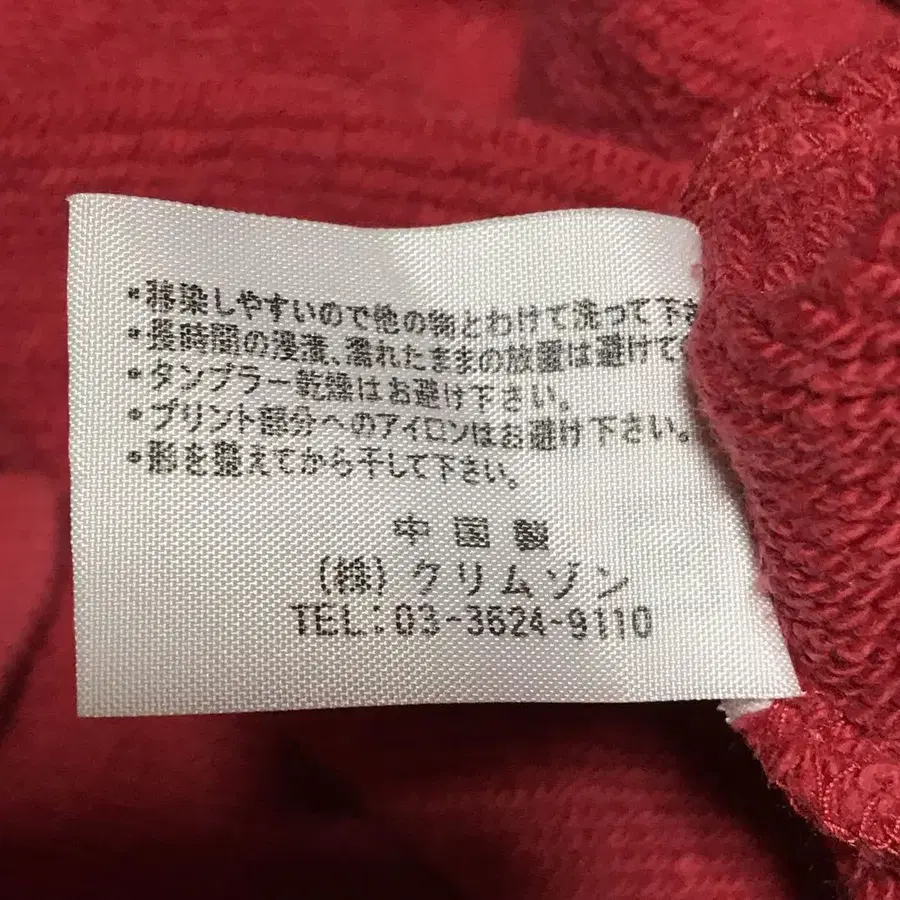 ・移染しやすいので他の物とわけて洗って下さ
・長時間の浸漬、濡れたままの放置は避けて
・タンブラー乾燥はお避け下さい。
・プリント部分へのアイロンはお避け下さい。
・形を整えてから干して下さい。
中国製
(株)クリムゾン
TEL:03-3624-9110